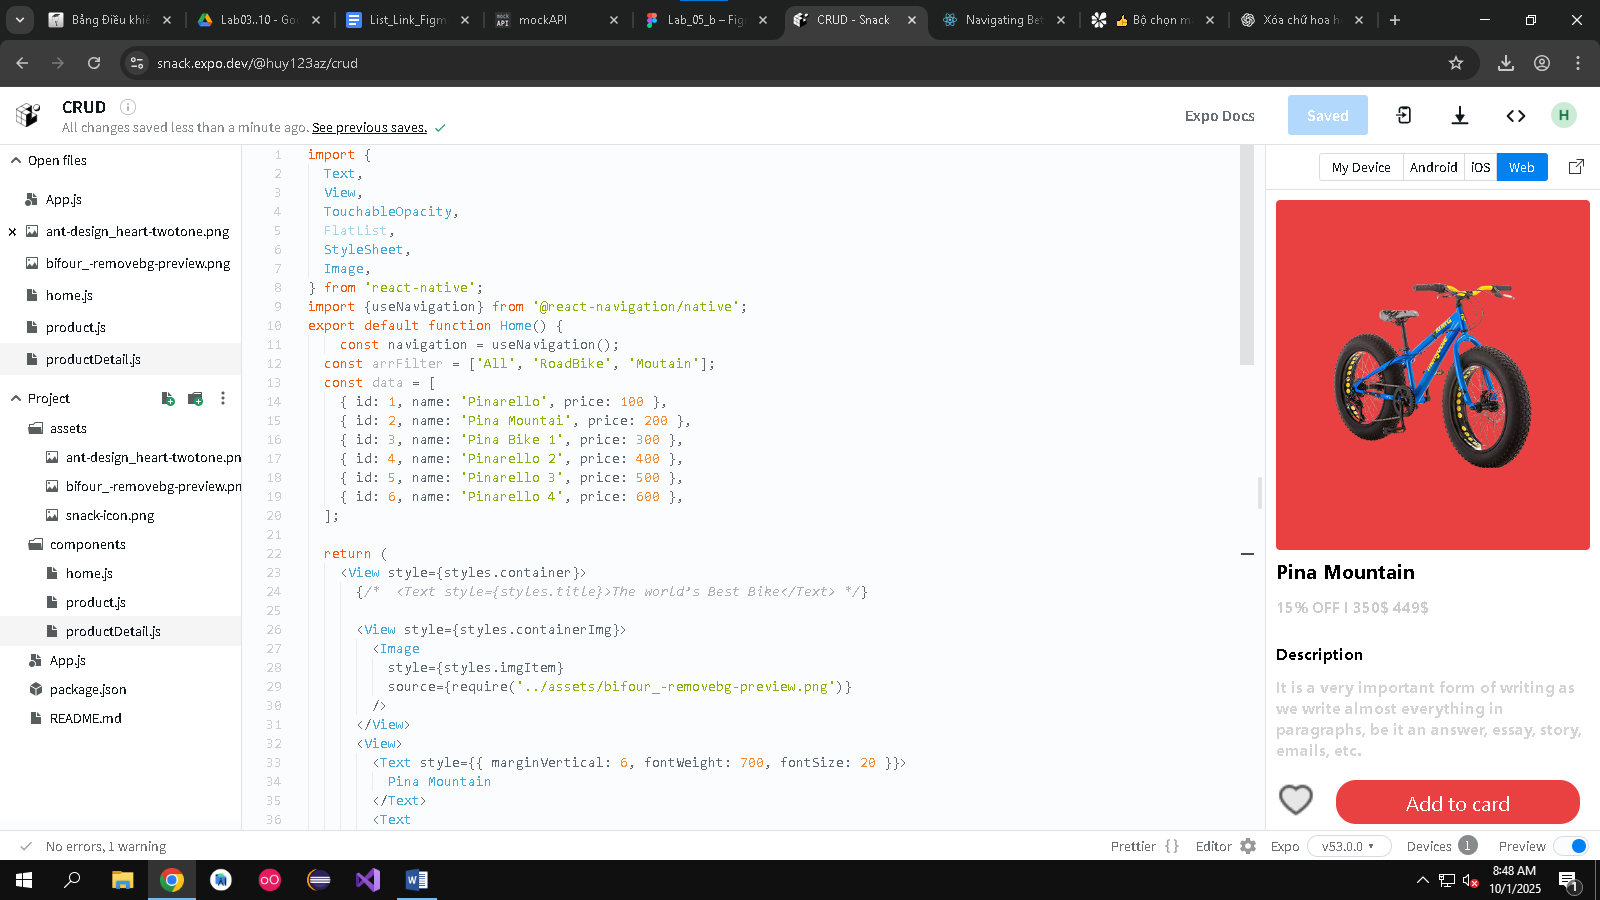 Bảng Điều khiể
Lab03..10 - Goo
List_Link_Figm
mockAPI
Lab_05_b – Fig
CRUD - Snack
Navigating Bet
👍 Bộ chọn m
Xóa chữ hoa h
snack.expo.dev/@huy123az/crud
CRUD
All changes saved less than a minute ago. See previous saves.
Expo Docs
Saved
H
Open files
App.js
ant-design_heart-twotone.png
bifour_-removebg-preview.png
home.js
product.js
productDetail.js
Project
assets
ant-design_heart-twotone.pn
bifour_-removebg-preview.pn
snack-icon.png
components
home.js
product.js
productDetail.js
App.js
package.json
README.md
1 import {
2 Text,
3 View,
4 TouchableOpacity,
5 FlatList,
6 StyleSheet,
7 Image,
8 } from 'react-native';
9 import {useNavigation} from '@react-navigation/native';
10 export default function Home() {
11 const navigation = useNavigation();
12 const arrFilter = ['All', 'RoadBike', 'Moutain'];
13 const data = [
14 { id: 1, name: 'Pinarello', price: 100 },
15 { id: 2, name: 'Pina Mountai', price: 200 },
16 { id: 3, name: 'Pina Bike 1', price: 300 },
17 { id: 4, name: 'Pinarello 2', price: 400 },
18 { id: 5, name: 'Pinarello 3', price: 500 },
19 { id: 6, name: 'Pinarello 4', price: 600 },
20 ];
21
22 return (
23 <View style={styles.container}>
24 {/* <Text style={styles.title}>The world's Best Bike</Text> */}
25
26 <View style={styles.containerImg}>
27 <Image
28 style={styles.imgItem}
29 source={require('../assets/bifour_-removebg-preview.png')}
30 />
31 </View>
32 <View>
33 <Text style={{ marginVertical: 6, fontWeight: 700, fontSize: 20 }}>
34 Pina Mountain
35 </Text>
36 <Text
My Device
Android
iOS
Web
Pina Mountain
15% OFF I 350$ 449$
Description
It is a very important form of writing as
we write almost everything in
paragraphs, be it an answer, essay, story,
emails, etc.
Add to card
No errors, 1 warning
Prettier { }
Editor
Expo
v53.0.0
Devices 1
Preview
8:48 AM
10/1/2025
1